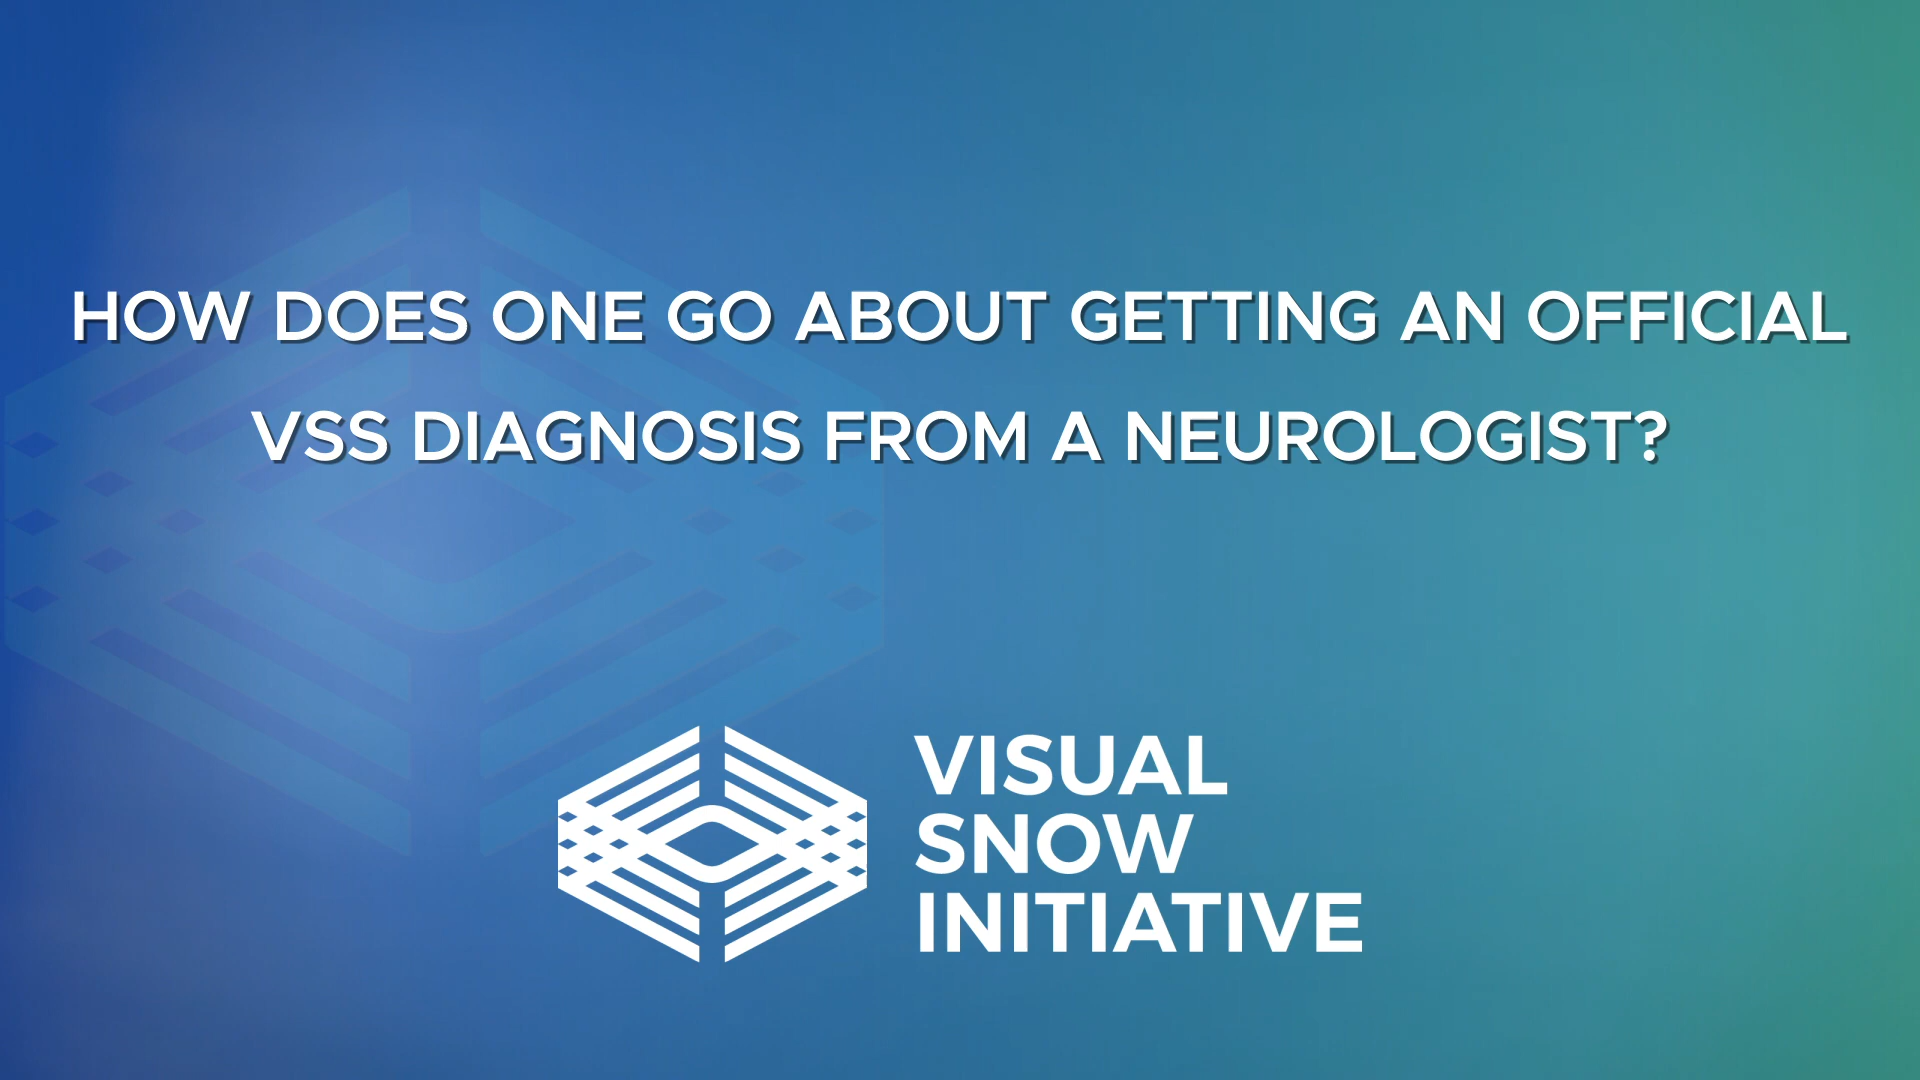 HOW DOES ONE GO ABOUT GETTING AN OFFICIAL
VSS DIAGNOSIS FROM A NEUROLOGIST?
VISUAL
SNOW
INITIATIVE